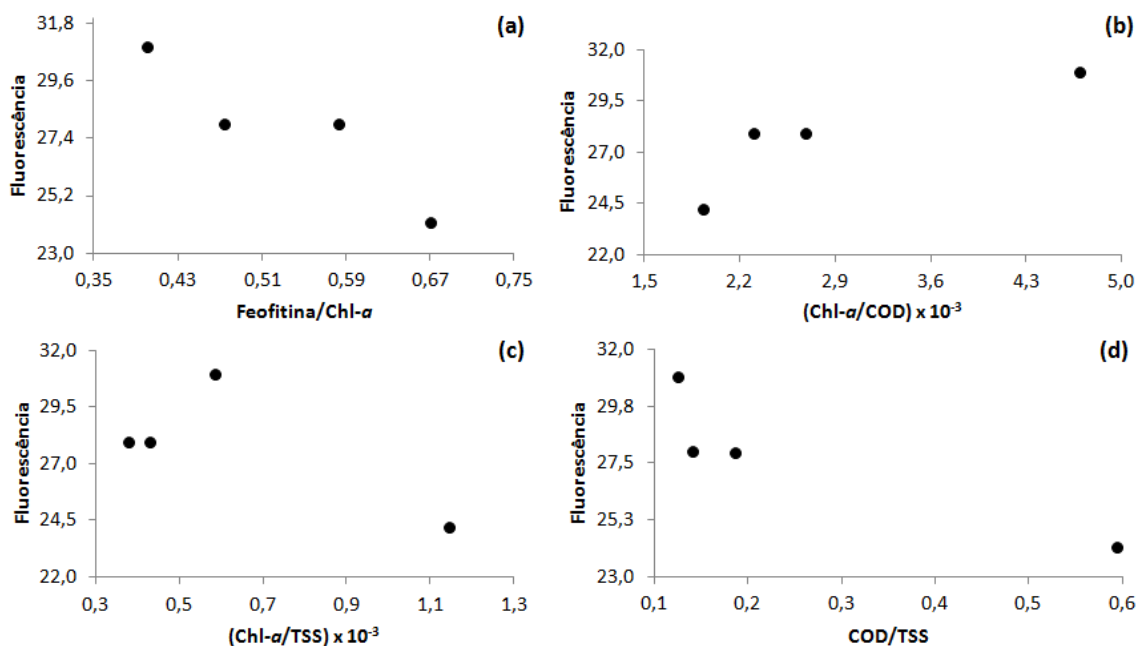 (a)
Fluorescência
31,8
29,6
27,4
25,2
23,0
0,35 0,43 0,51 0,59 0,67 0,75
Feofitina/Chl-a
(b)
Fluorescência
32,0
29,5
27,0
24,5
22,0
1,5 2,2 2,9 3,6 4,3 5,0
(Chl-a/COD) x 10⁻³
(c)
Fluorescência
32,0
29,5
27,0
24,5
22,0
0,3 0,5 0,7 0,9 1,1 1,3
(Chl-a/TSS) x 10⁻³
(d)
Fluorescência
32,0
29,8
27,5
25,3
23,0
0,1 0,2 0,3 0,4 0,5 0,6
COD/TSS